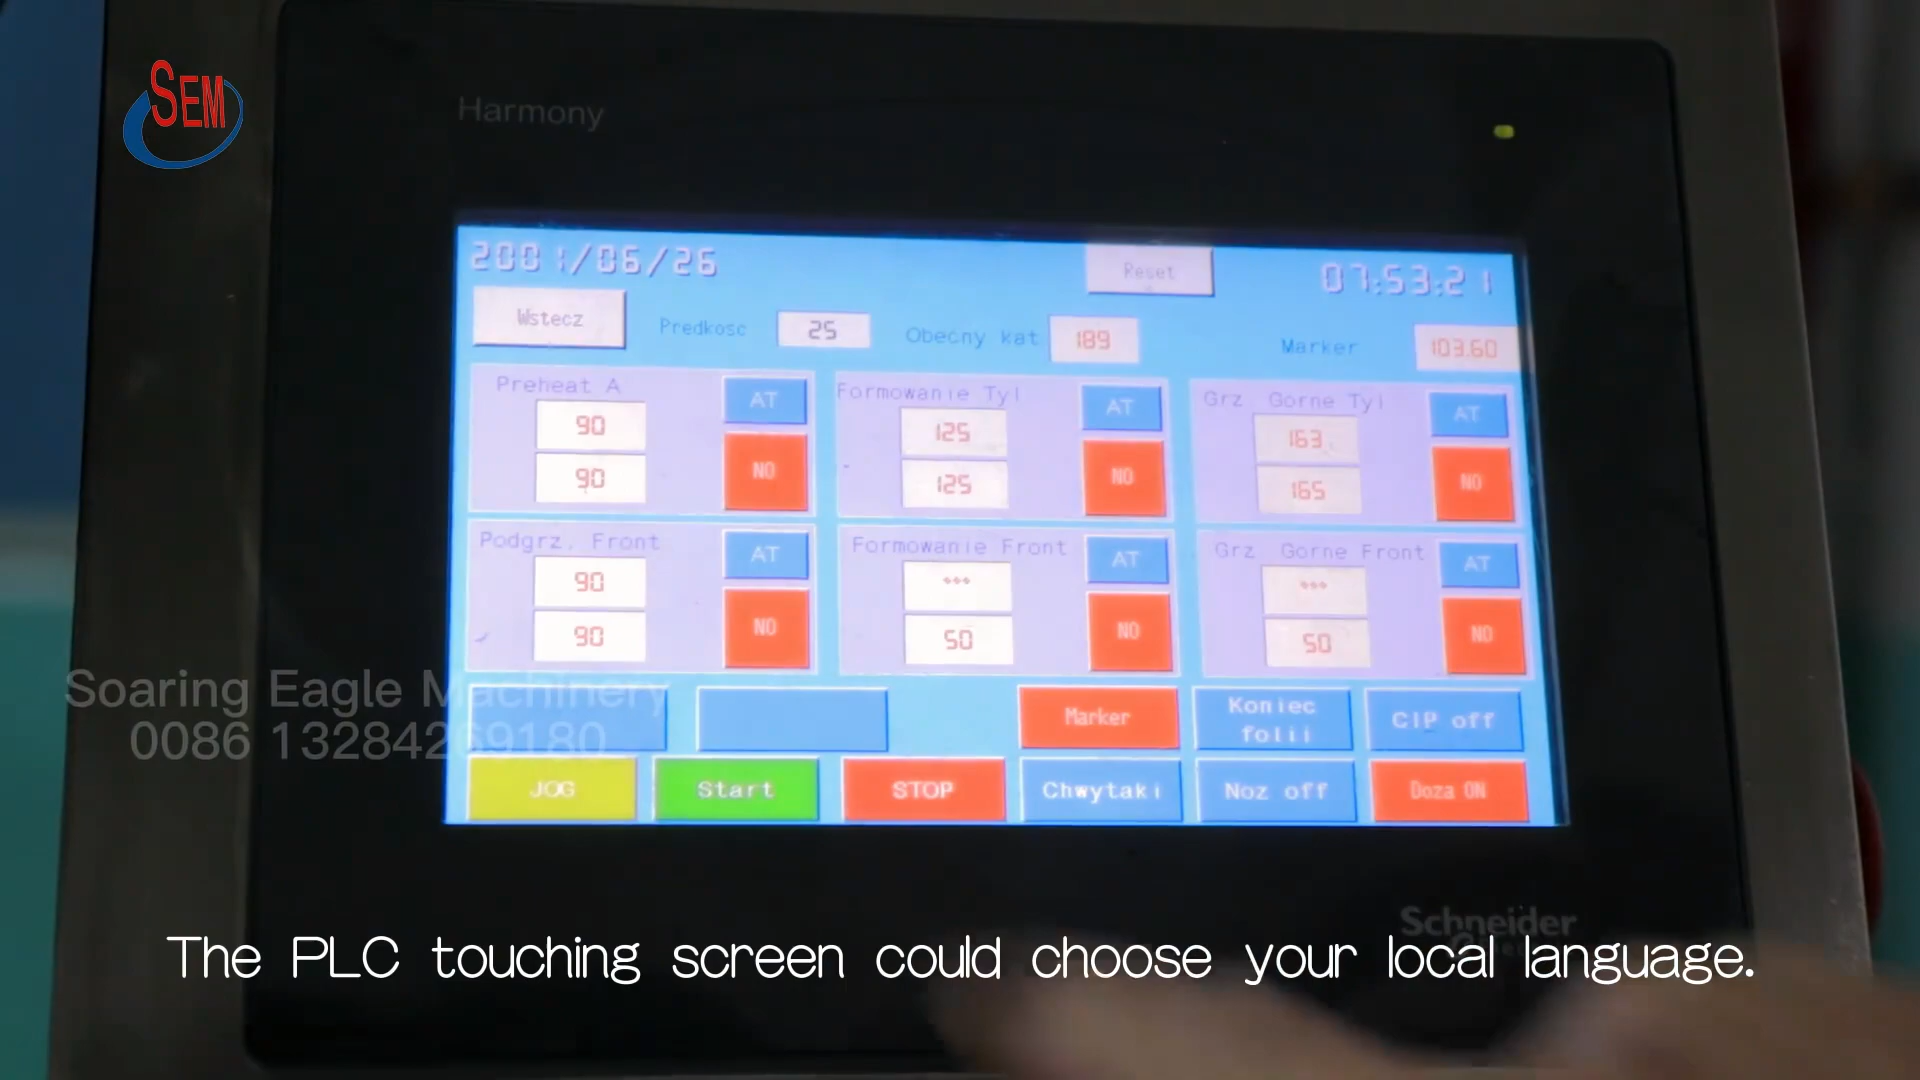 SEM
Harmony
2001/06/26
Reset
07:53:21
Wstecz
Predkosc
25
Obecny kat
189
Marker
103.60
Preheat A
AT
90
90
NO
Formowanie Tyl
AT
125
125
NO
Grz Gorne Tyl
AT
163
165
NO
Podgrz. Front
AT
90
90
NO
Formowanie Front
AT
***
50
NO
Grz Gorne Front
AT
***
50
NO
Soaring Eagle Machinery
0086 13284269180
Marker
Koniec
folii
CIP off
JOG
Start
STOP
Chwytaki
Noz off
Doza ON
Schneider
The PLC touching screen could choose your local language.